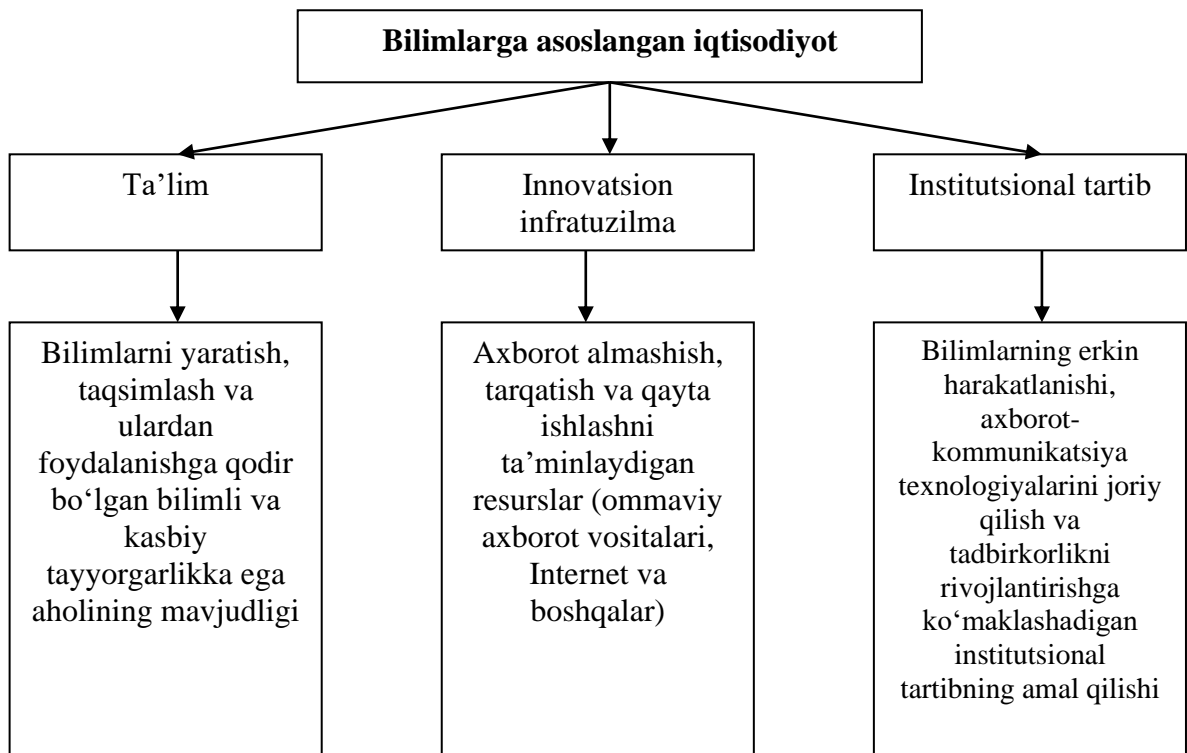 Bilimlarga asoslangan iqtisodiyot
Ta’lim
Innovatsion
infratuzilma
Institutsional tartib
Bilimlarni yaratish,
taqsimlash va
ulardan
foydalanishga qodir
bo‘lgan bilimli va
kasbiy
tayyorgarlikka ega
aholining mavjudligi
Axborot almashish,
tarqatish va qayta
ishlashni
ta’minlaydigan
resurslar (ommaviy
axborot vositalari,
Internet va
boshqalar)
Bilimlarning erkin
harakatlanishi,
axborot-
kommunikatsiya
texnologiyalarini joriy
qilish va
tadbirkorlikni
rivojlantirishga
ko‘maklashadigan
institutsional
tartibning amal qilishi